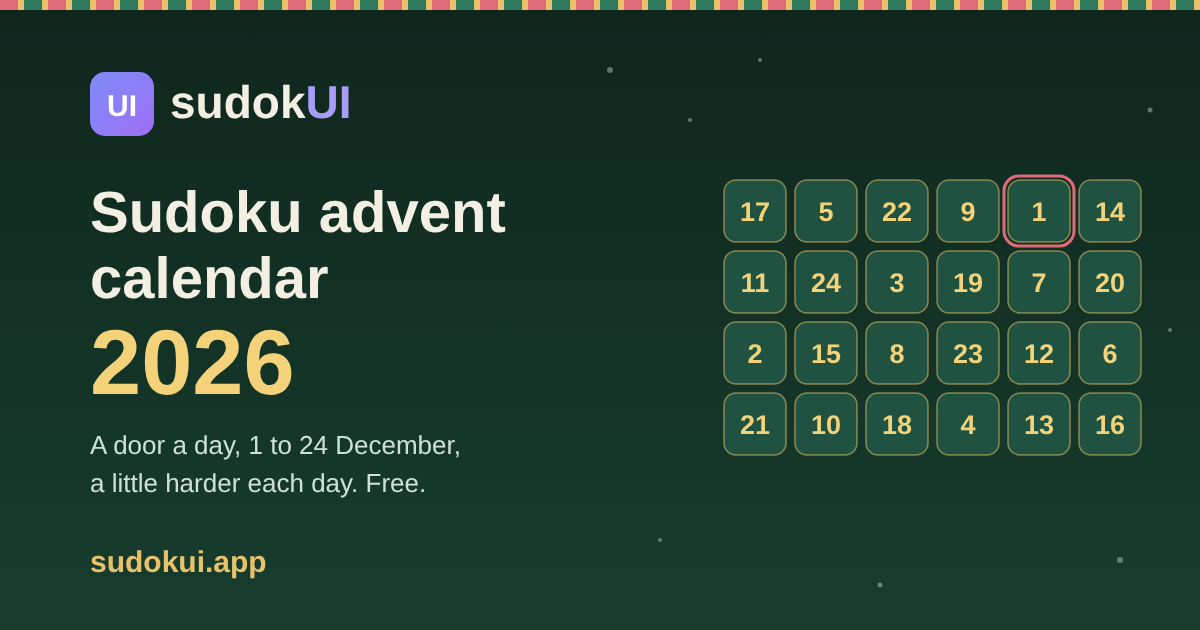 UI sudokUI
Sudoku advent
calendar
2026
A door a day, 1 to 24 December,
a little harder each day. Free.
sudokui.app
17 5 22 9 1 14
11 24 3 19 7 20
2 15 8 23 12 6
21 10 18 4 13 16